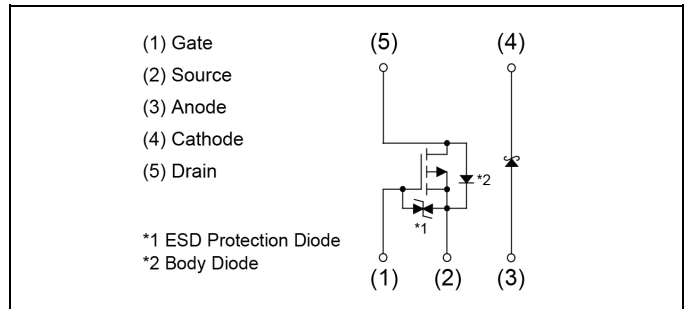 (1) Gate
(2) Source
(3) Anode
(4) Cathode
(5) Drain
*1 ESD Protection Diode
*2 Body Diode
(5)
(4)
*2
*1
(1)
(2)
(3)